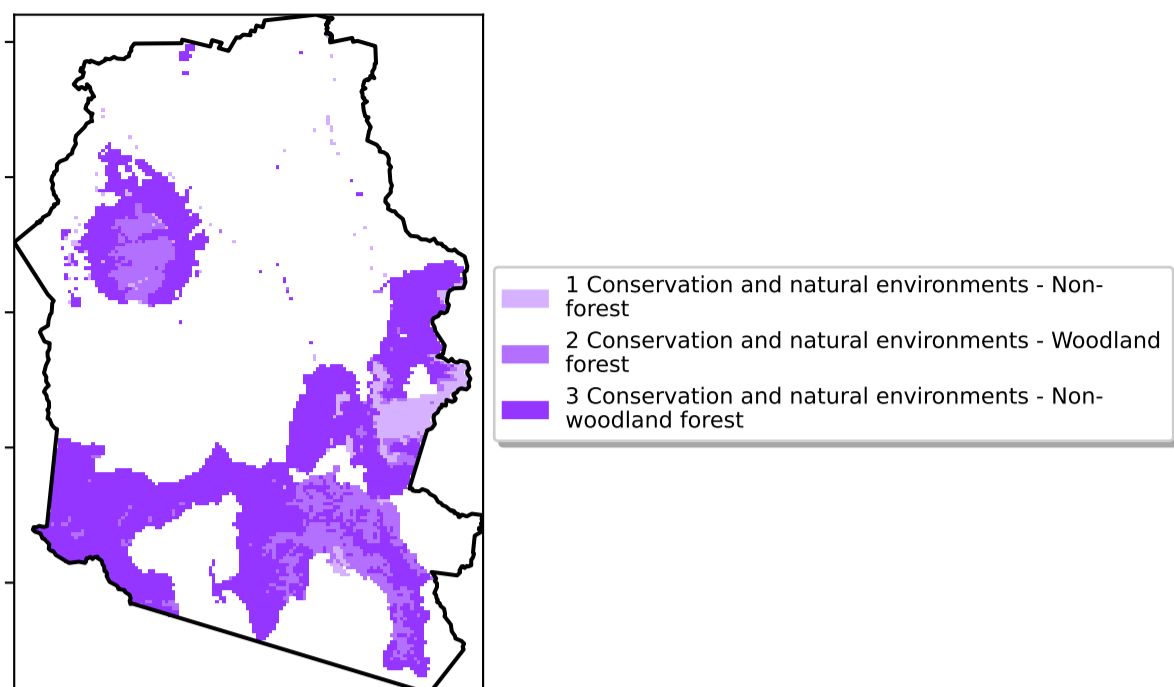 1 Conservation and natural environments - Non-
forest
2 Conservation and natural environments - Woodland
forest
3 Conservation and natural environments - Non-
woodland forest